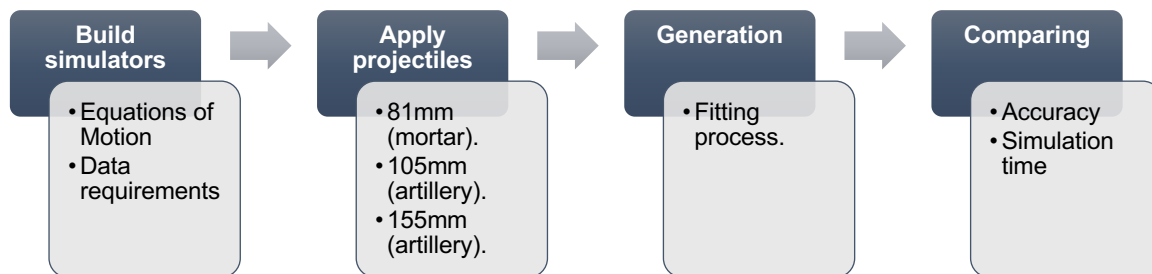 Build
simulators
• Equations of
Motion
• Data
requirements
Apply
projectiles
• 81mm
(mortar).
• 105mm
(artillery).
• 155mm
(artillery).
Generation
• Fitting
process.
Comparing
• Accuracy
• Simulation
time